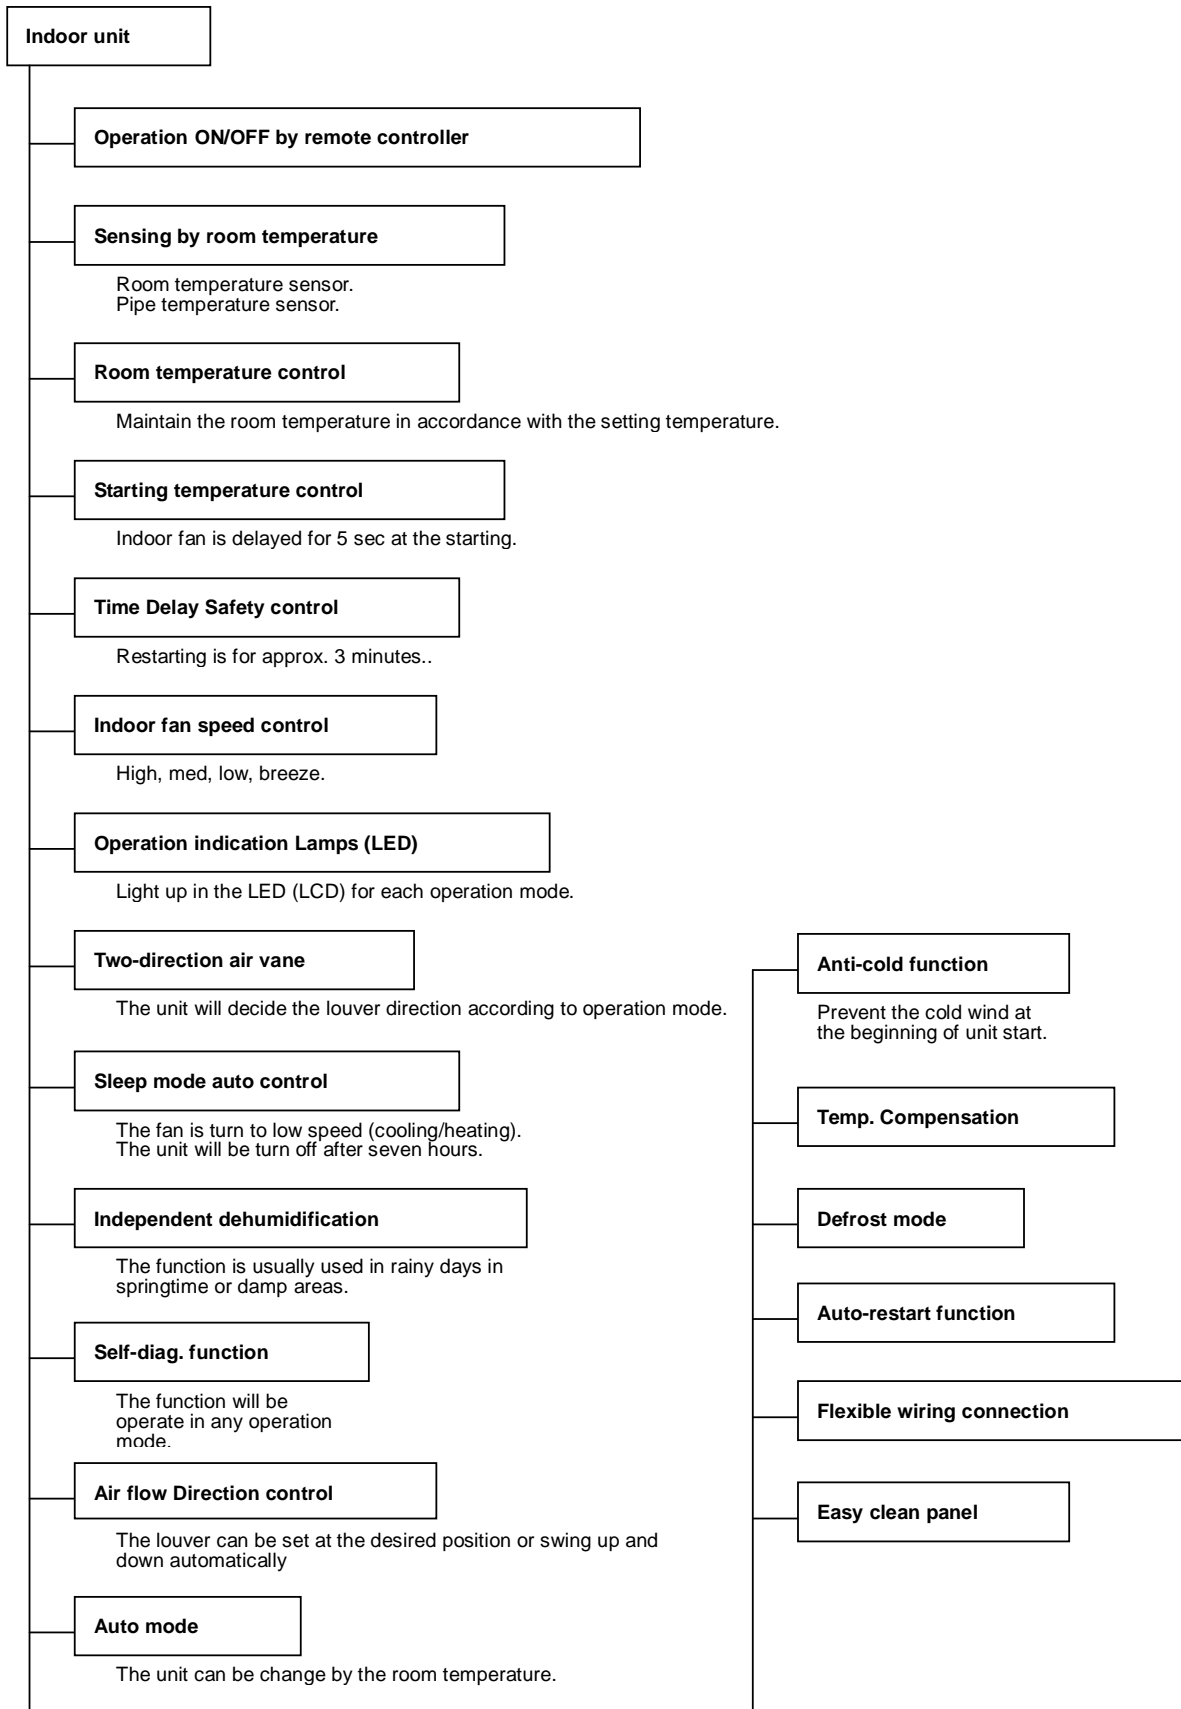 Indoor unit
Operation ON/OFF by remote controller
Sensing by room temperature
Room temperature sensor.
Pipe temperature sensor.
Room temperature control
Maintain the room temperature in accordance with the setting temperature.
Starting temperature control
Indoor fan is delayed for 5 sec at the starting.
Time Delay Safety control
Restarting is for approx. 3 minutes..
Indoor fan speed control
High, med, low, breeze.
Operation indication Lamps (LED)
Light up in the LED (LCD) for each operation mode.
Two-direction air vane
The unit will decide the louver direction according to operation mode.
Sleep mode auto control
The fan is turn to low speed (cooling/heating).
The unit will be turn off after seven hours.
Independent dehumidification
The function is usually used in rainy days in
springtime or damp areas.
Self-diag. function
The function will be
operate in any operation
mode.
Air flow Direction control
The louver can be set at the desired position or swing up and
down automatically
Auto mode
The unit can be change by the room temperature.
Anti-cold function
Prevent the cold wind at
the beginning of unit start.
Temp. Compensation
Defrost mode
Auto-restart function
Flexible wiring connection
Easy clean panel